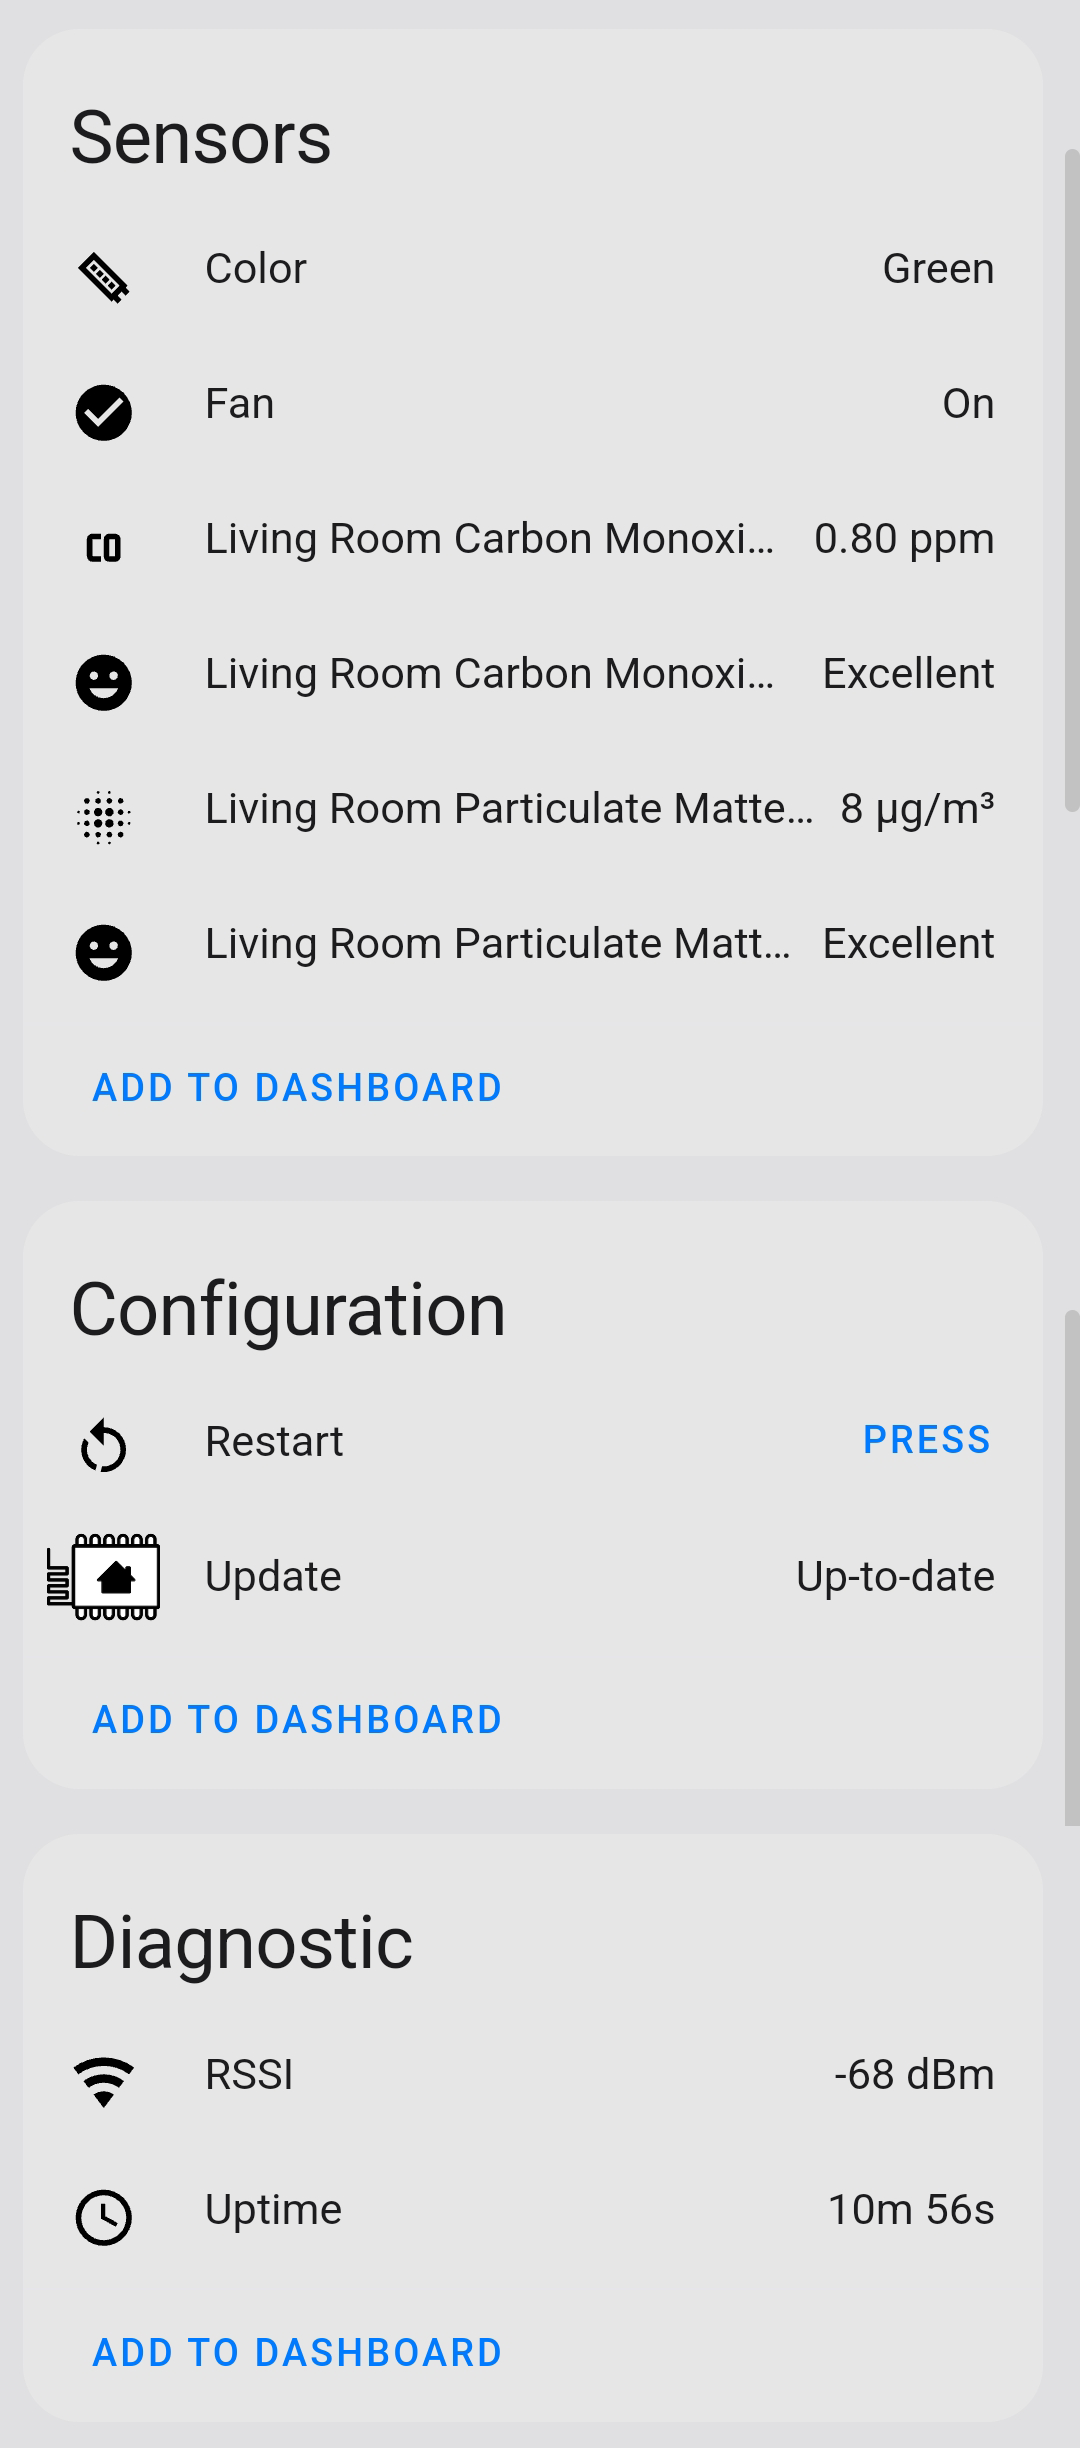 Sensors
Color Green
Fan On
Living Room Carbon Monoxi... 0.80 ppm
Living Room Carbon Monoxi... Excellent
Living Room Particulate Matte... 8 µg/m³
Living Room Particulate Matt... Excellent
ADD TO DASHBOARD
Configuration
Restart PRESS
Update Up-to-date
ADD TO DASHBOARD
Diagnostic
RSSI -68 dBm
Uptime 10m 56s
ADD TO DASHBOARD